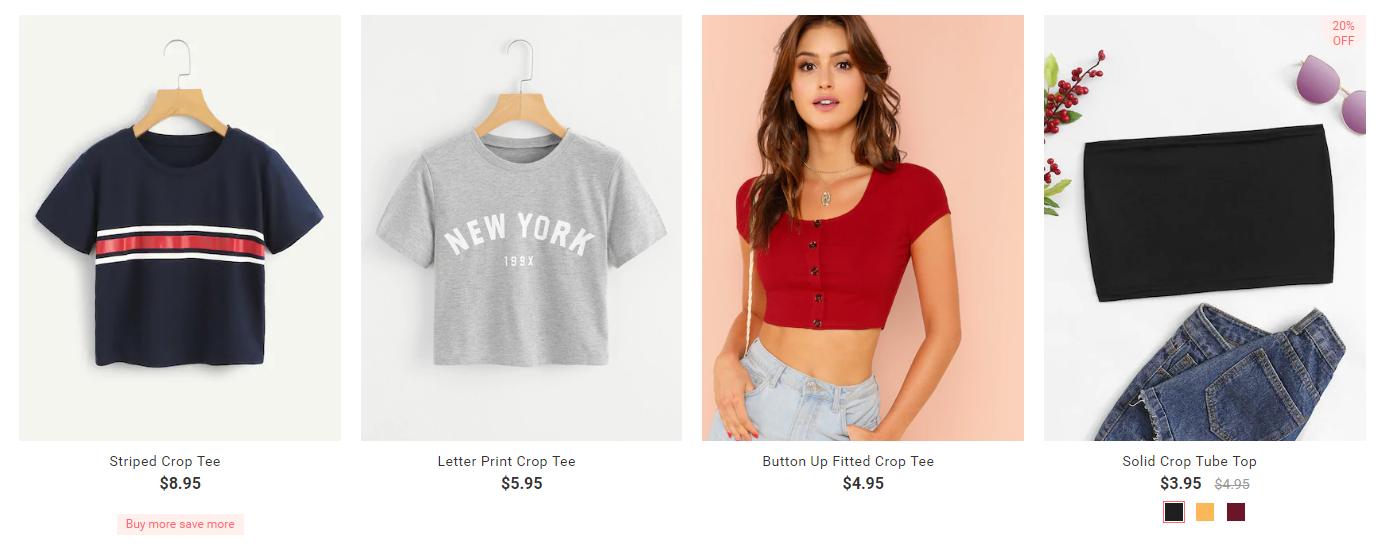 20%
OFF
NEW YORK
199X
Striped Crop Tee
Letter Print Crop Tee
Button Up Fitted Crop Tee
Solid Crop Tube Top
$8.95
$5.95
$4.95
$3.95 $4.95
Buy more save more